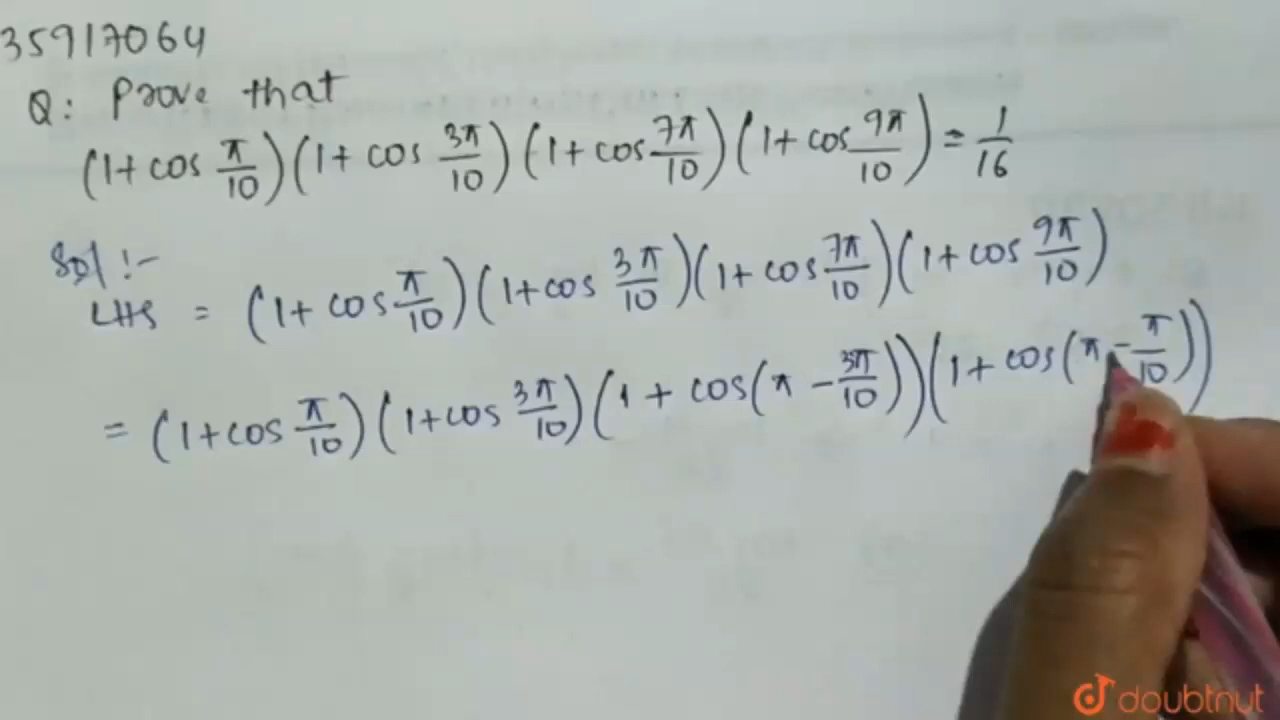 35917064
Q: Prove that
(1+ cos π/10)(1+ cos 3π/10)(1+ cos 7π/10)(1+ cos 9π/10) = 1/16
Sol :-
LHS = (1+ cos π/10)(1+cos 3π/10)(1+ cos 7π/10)(1+ cos 9π/10)
= (1+cos π/10)(1+cos 3π/10)(1 + cos(π - 3π/10))(1+ cos(π - π/10))
doubtnut